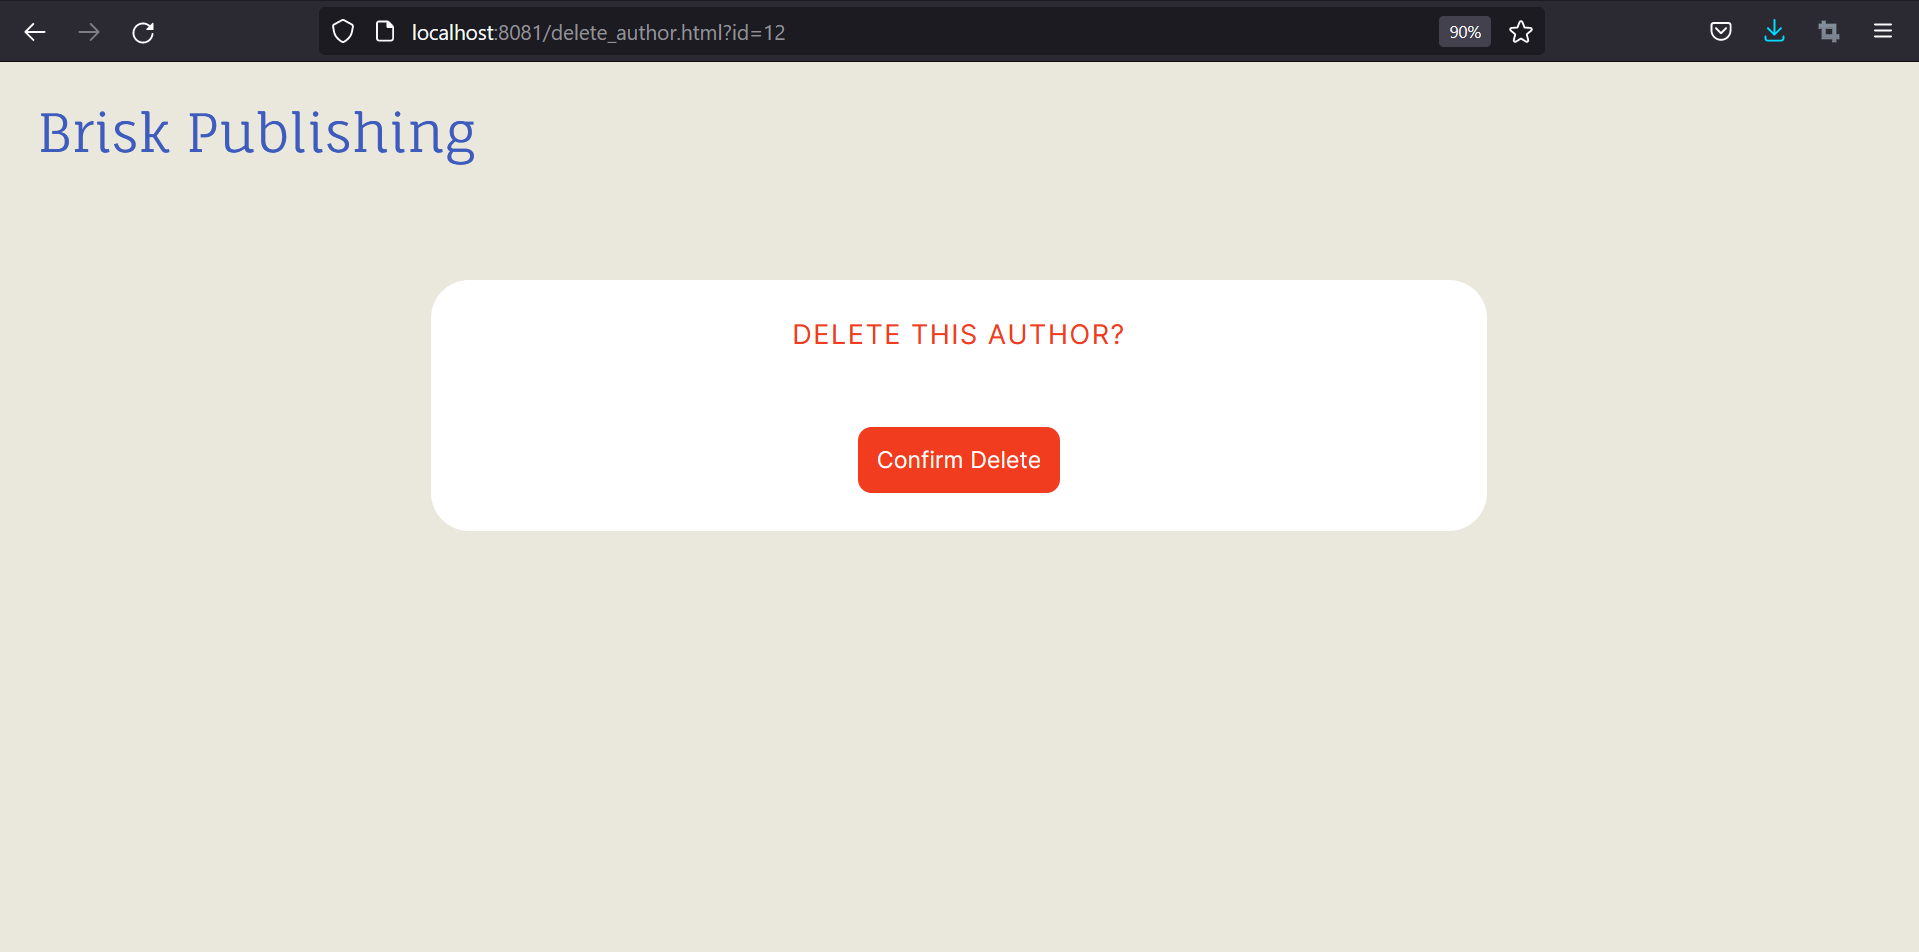 localhost:8081/delete_author.html?id=12
90%
Brisk Publishing
DELETE THIS AUTHOR?
Confirm Delete